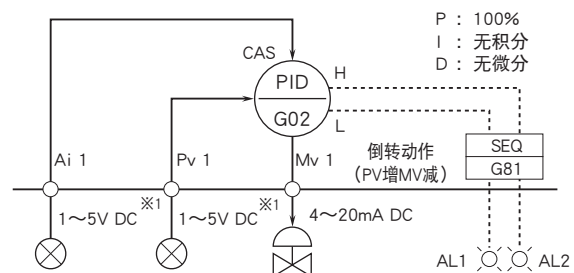 P : 100%
I : 无积分
D : 无微分
CAS
PID
G02
H
L
Ai 1
Pv 1
Mv 1
倒转动作
（PV增MV减）
SEQ
G81
1～5V DC
※1
1～5V DC
※1
4～20mA DC
AL1
AL2